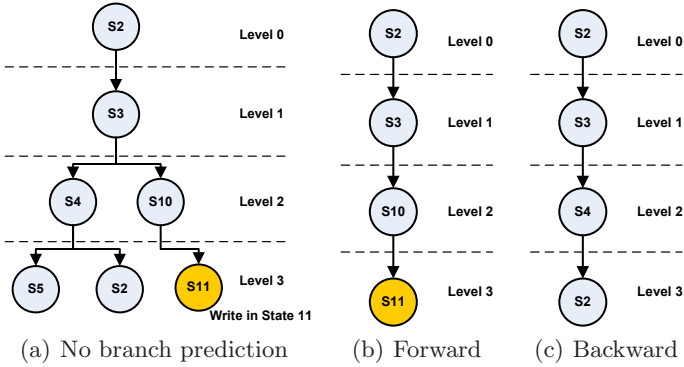 S2
Level 0
S3
Level 1
S4
S10
Level 2
S5
S2
S11
Level 3
Write in State 11
(a) No branch prediction
S2
Level 0
S3
Level 1
S10
Level 2
S11
Level 3
(b) Forward
S2
Level 0
S3
Level 1
S4
Level 2
S2
Level 3
(c) Backward